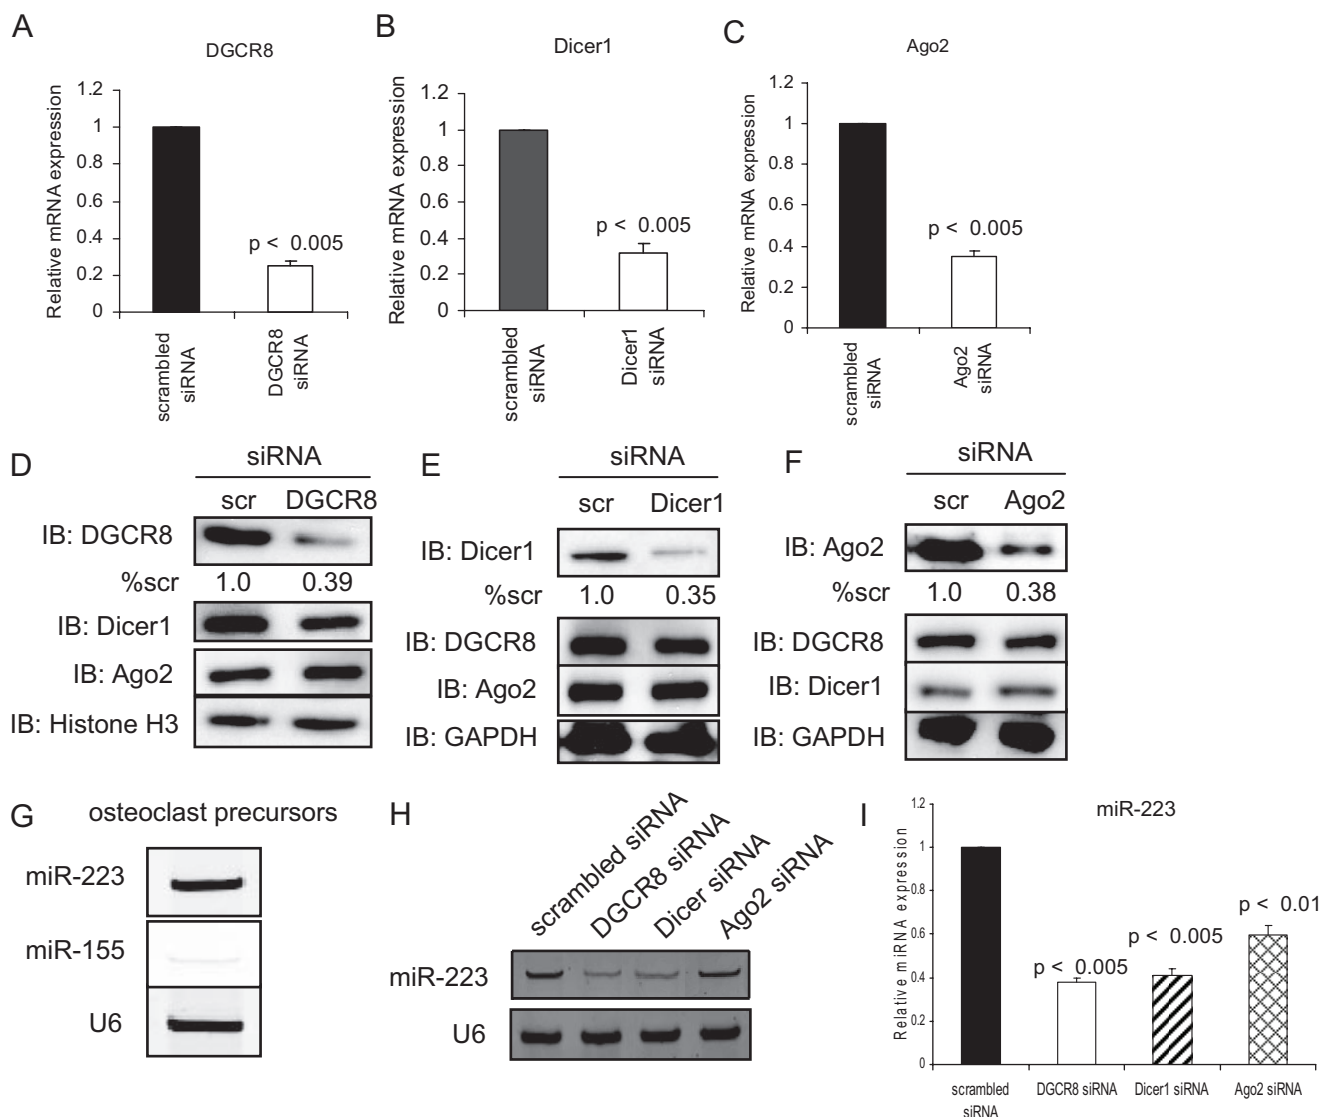 A
DGCR8
Relative mRNA expression
1.2
1
0.8
0.6
0.4
0.2
0
p < 0.005
scrambled
siRNA
DGCR8
siRNA
B
Dicer1
Relative mRNA expression
1.2
1
0.8
0.6
0.4
0.2
0
p < 0.005
scrambled
siRNA
Dicer1
siRNA
C
Ago2
Relative mRNA expression
1.2
1
0.8
0.6
0.4
0.2
0
p < 0.005
scrambled
siRNA
Ago2
siRNA
D
siRNA
scr DGCR8
IB: DGCR8
%scr 1.0 0.39
IB: Dicer1
IB: Ago2
IB: Histone H3
E
siRNA
scr Dicer1
IB: Dicer1
%scr 1.0 0.35
IB: DGCR8
IB: Ago2
IB: GAPDH
F
siRNA
scr Ago2
IB: Ago2
%scr 1.0 0.38
IB: DGCR8
IB: Dicer1
IB: GAPDH
G
osteoclast precursors
miR-223
miR-155
U6
H
scrambled siRNA
DGCR8 siRNA
Dicer siRNA
Ago2 siRNA
miR-223
U6
I
miR-223
Relative miRNA expression
1.2
1
0.8
0.6
0.4
0.2
0
p < 0.005
p < 0.005
p < 0.01
scrambled
siRNA
DGCR8 siRNA
Dicer1 siRNA
Ago2 siRNA